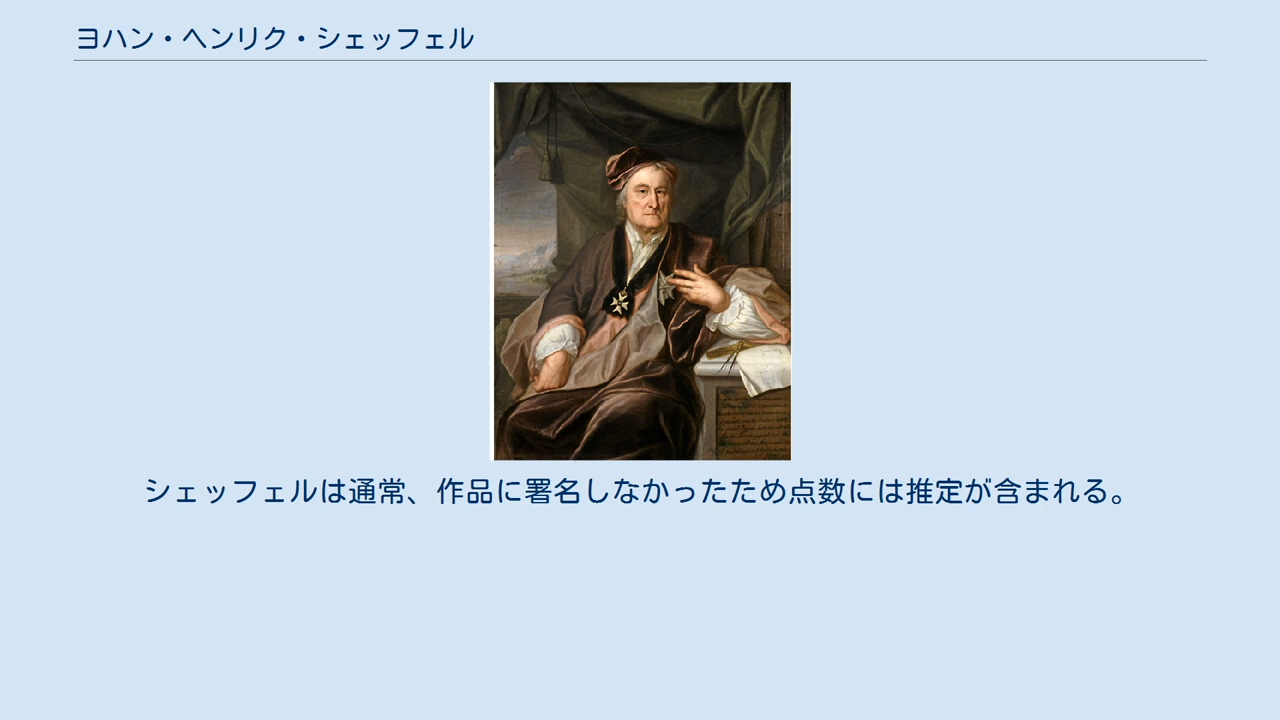 ヨハン・ヘンリク・シェッフェル
シェッフェルは通常、作品に署名しなかったため点数には推定が含まれる。